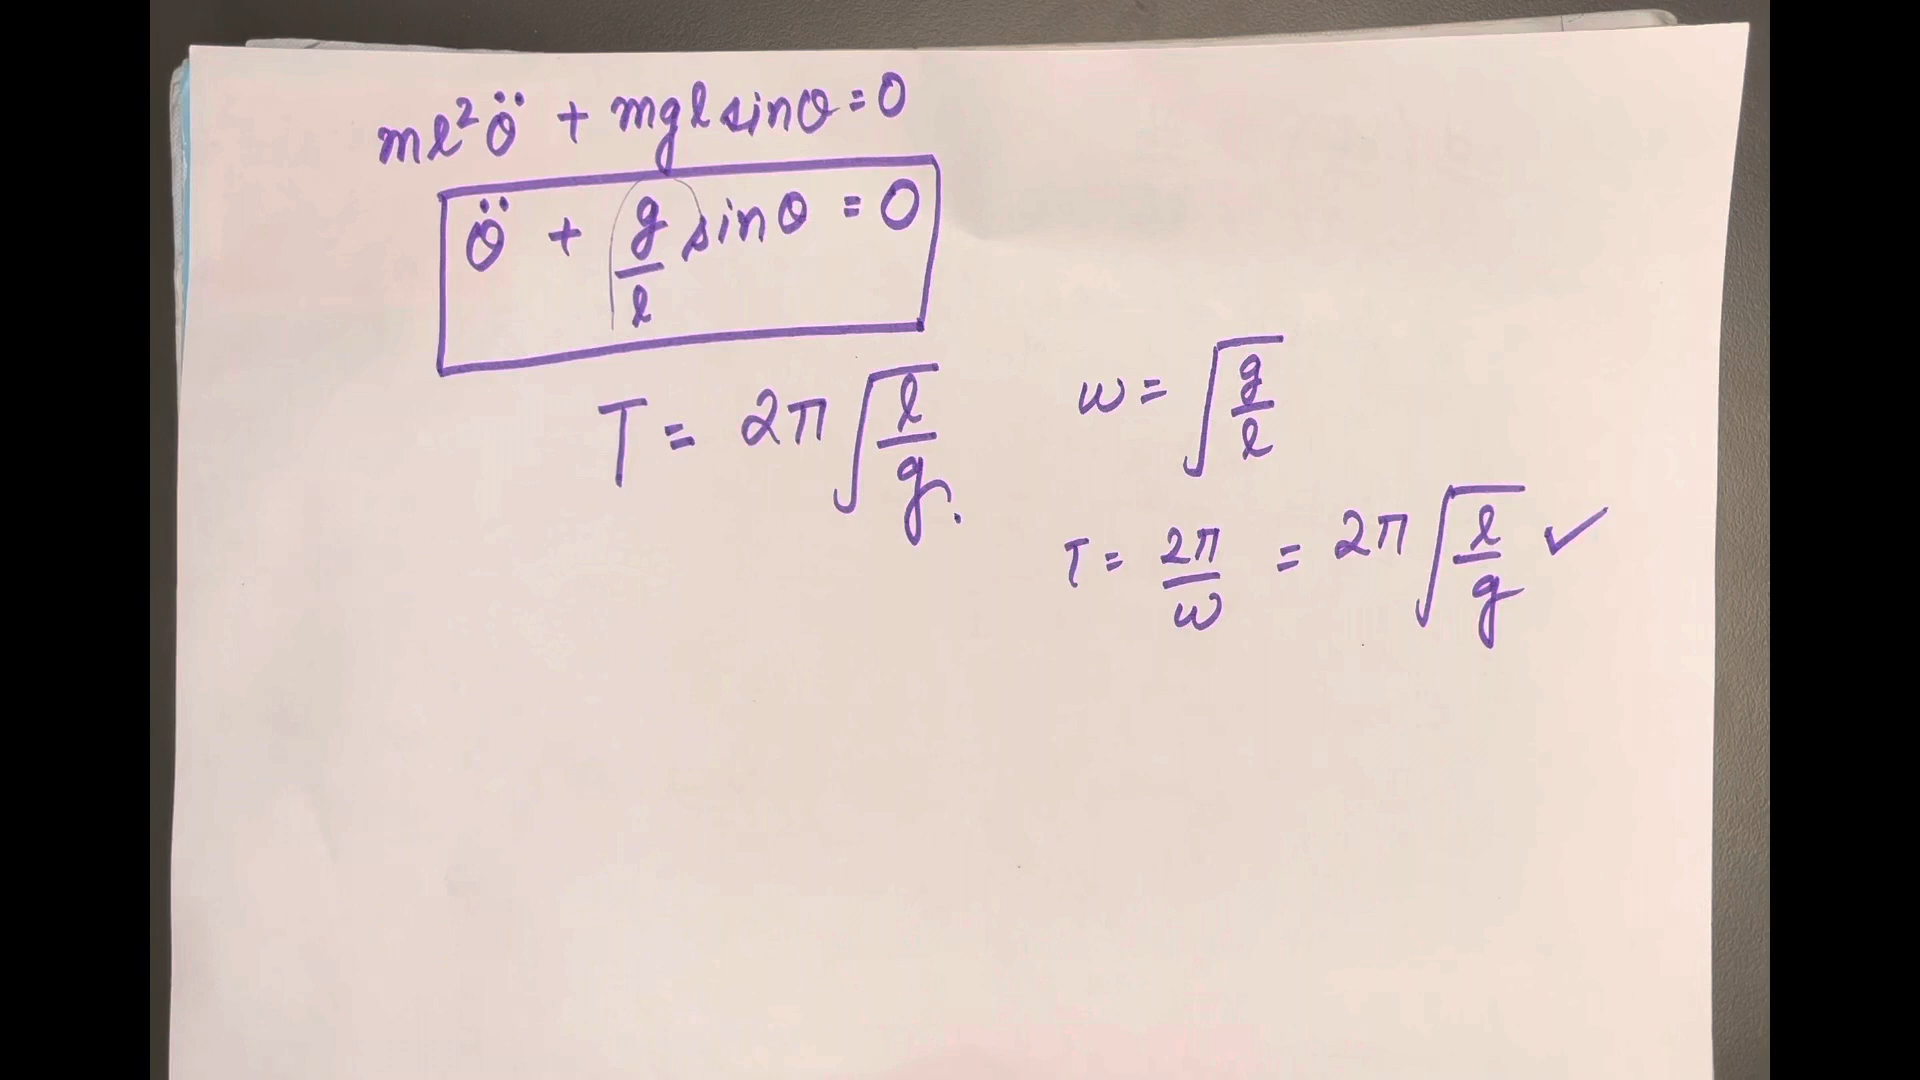 mℓ²θ̈ + mgℓ sinθ = 0
θ̈ + g/ℓ sinθ = 0
T = 2π√(ℓ/g).
ω = √(g/ℓ)
T = 2π/ω = 2π√(ℓ/g) ✓